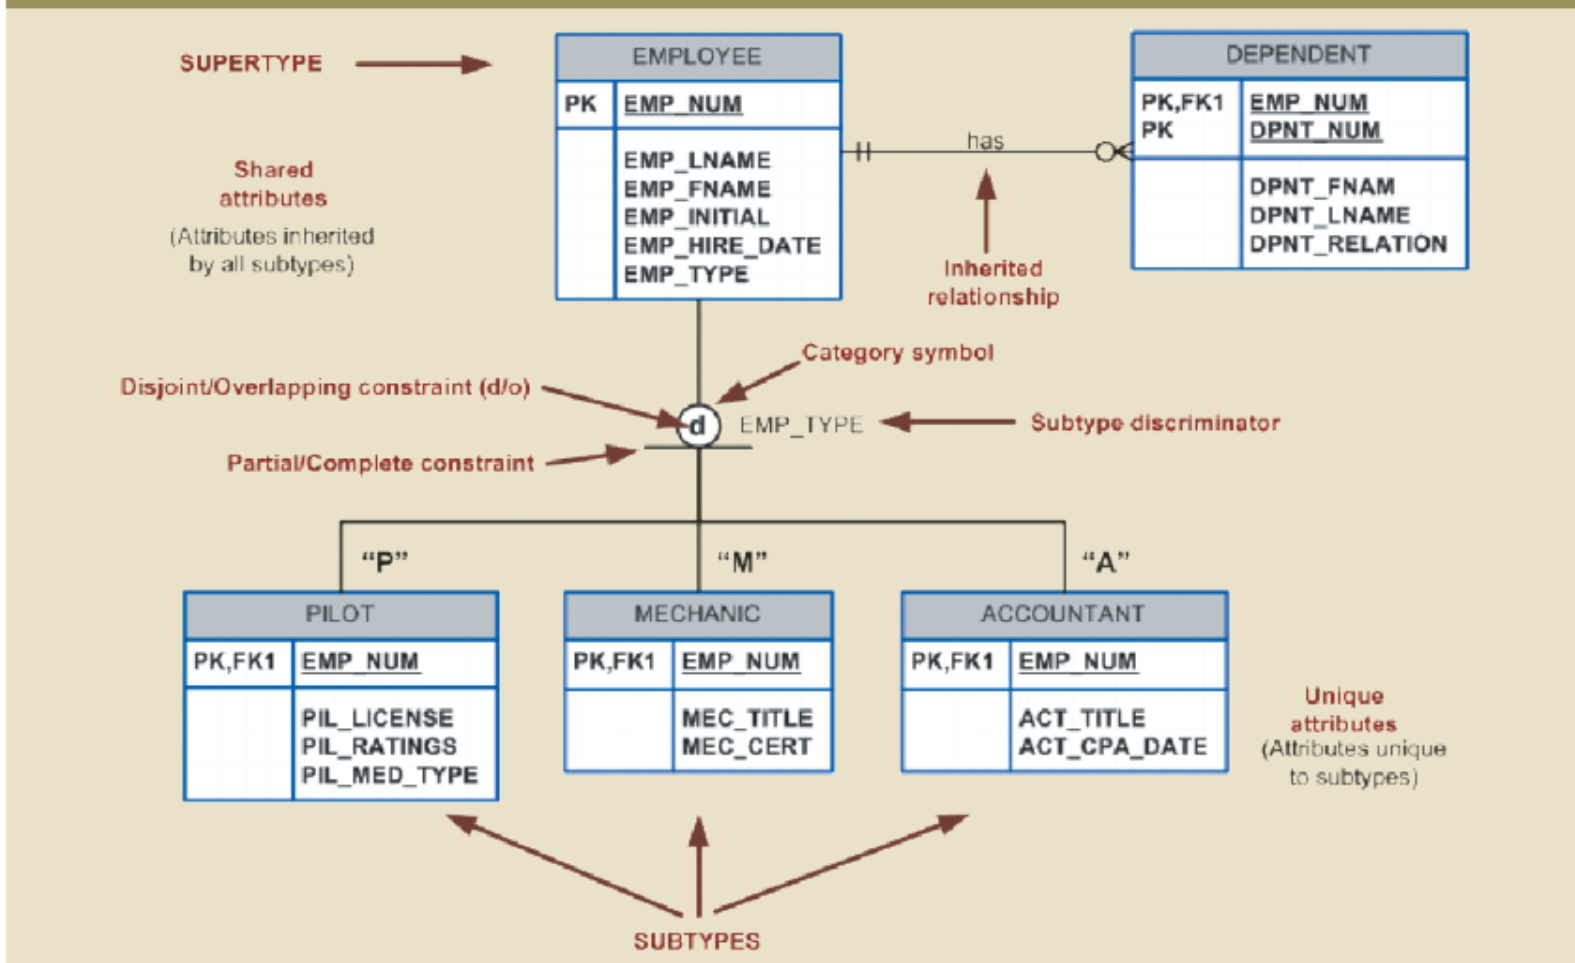 SUPERTYPE
EMPLOYEE
PK EMP_NUM
EMP_LNAME
EMP_FNAME
EMP_INITIAL
EMP_HIRE_DATE
EMP_TYPE
DEPENDENT
PK,FK1 EMP_NUM
PK DPNT_NUM
DPNT_FNAM
DPNT_LNAME
DPNT_RELATION
has
Shared
attributes
(Attributes inherited
by all subtypes)
Inherited
relationship
Category symbol
Disjoint/Overlapping constraint (d/o)
d EMP_TYPE
Subtype discriminator
Partial/Complete constraint
“P”
“M”
“A”
PILOT
PK,FK1 EMP_NUM
PIL_LICENSE
PIL_RATINGS
PIL_MED_TYPE
MECHANIC
PK,FK1 EMP_NUM
MEC_TITLE
MEC_CERT
ACCOUNTANT
PK,FK1 EMP_NUM
ACT_TITLE
ACT_CPA_DATE
Unique
attributes
(Attributes unique
to subtypes)
SUBTYPES